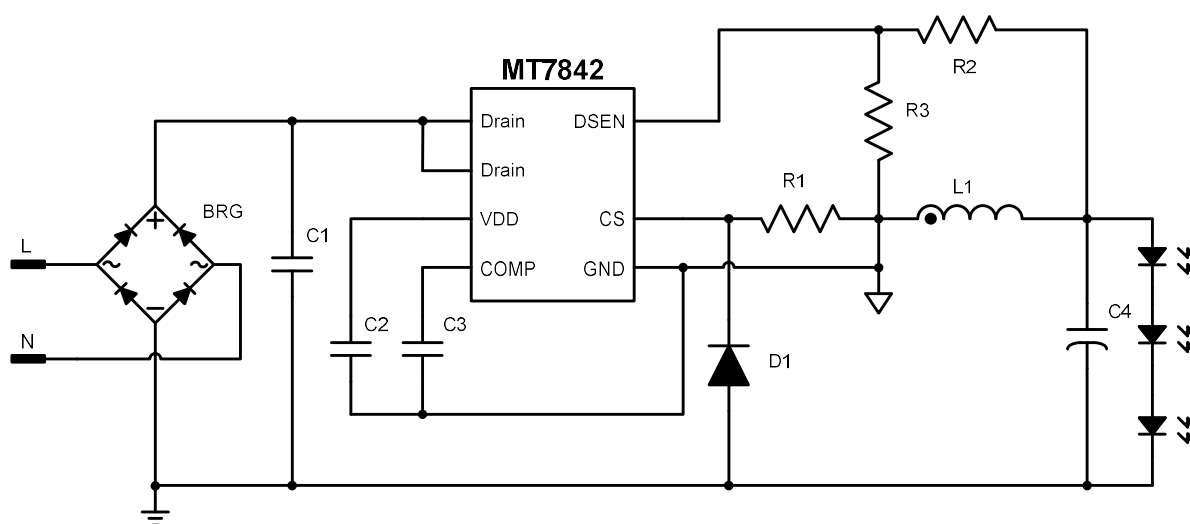 MT7842
R2
R3
Drain
DSEN
Drain
R1
L1
BRG
VDD
CS
L
C1
COMP
GND
C2
C3
C4
N
D1